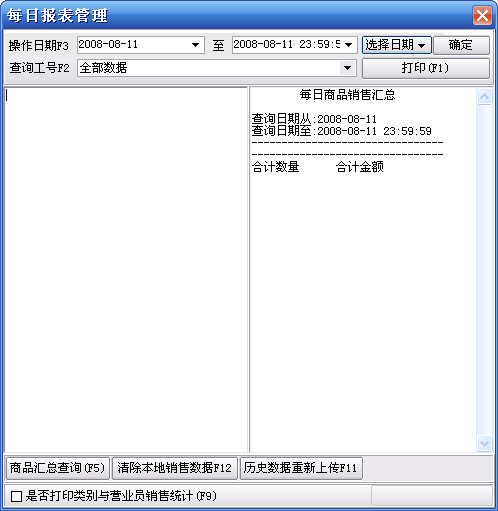 每日报表管理
操作日期F3 2008-08-11 至 2008-08-11 23:59:5 选择日期 确定
查询工号F2 全部数据 打印(F1)
每日商品销售汇总
查询日期从:2008-08-11
查询日期至:2008-08-11 23:59:59
--------------------------------
--------------------------------
合计数量 合计金额
商品汇总查询(F5) 清除本地销售数据F12 历史数据重新上传F11
是否打印类别与营业员销售统计(F9)